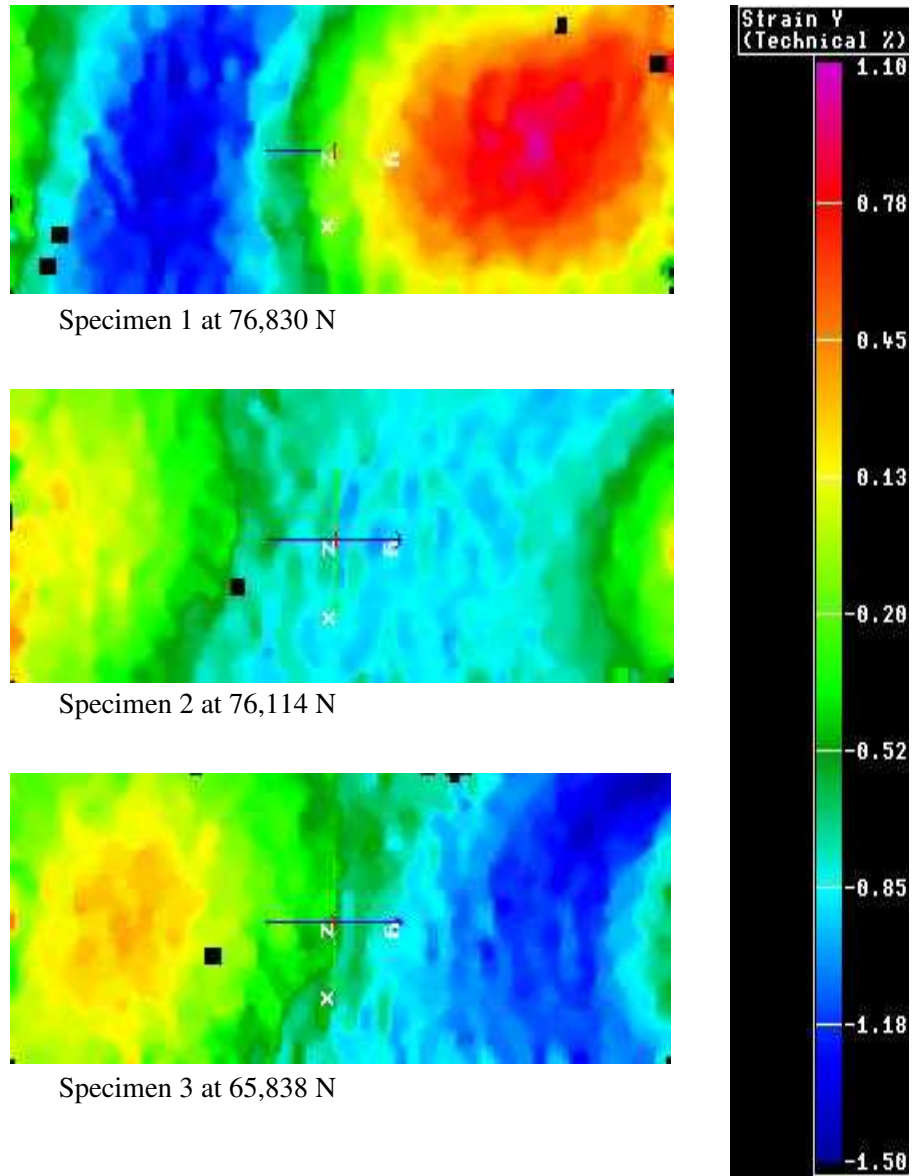 Strain Y
(Technical %)
1.10
0.78
0.45
0.13
-0.20
-0.52
-0.85
-1.18
-1.50
Z
y
x
Specimen 1 at 76,830 N
Z
y
x
Specimen 2 at 76,114 N
Z
y
x
Specimen 3 at 65,838 N